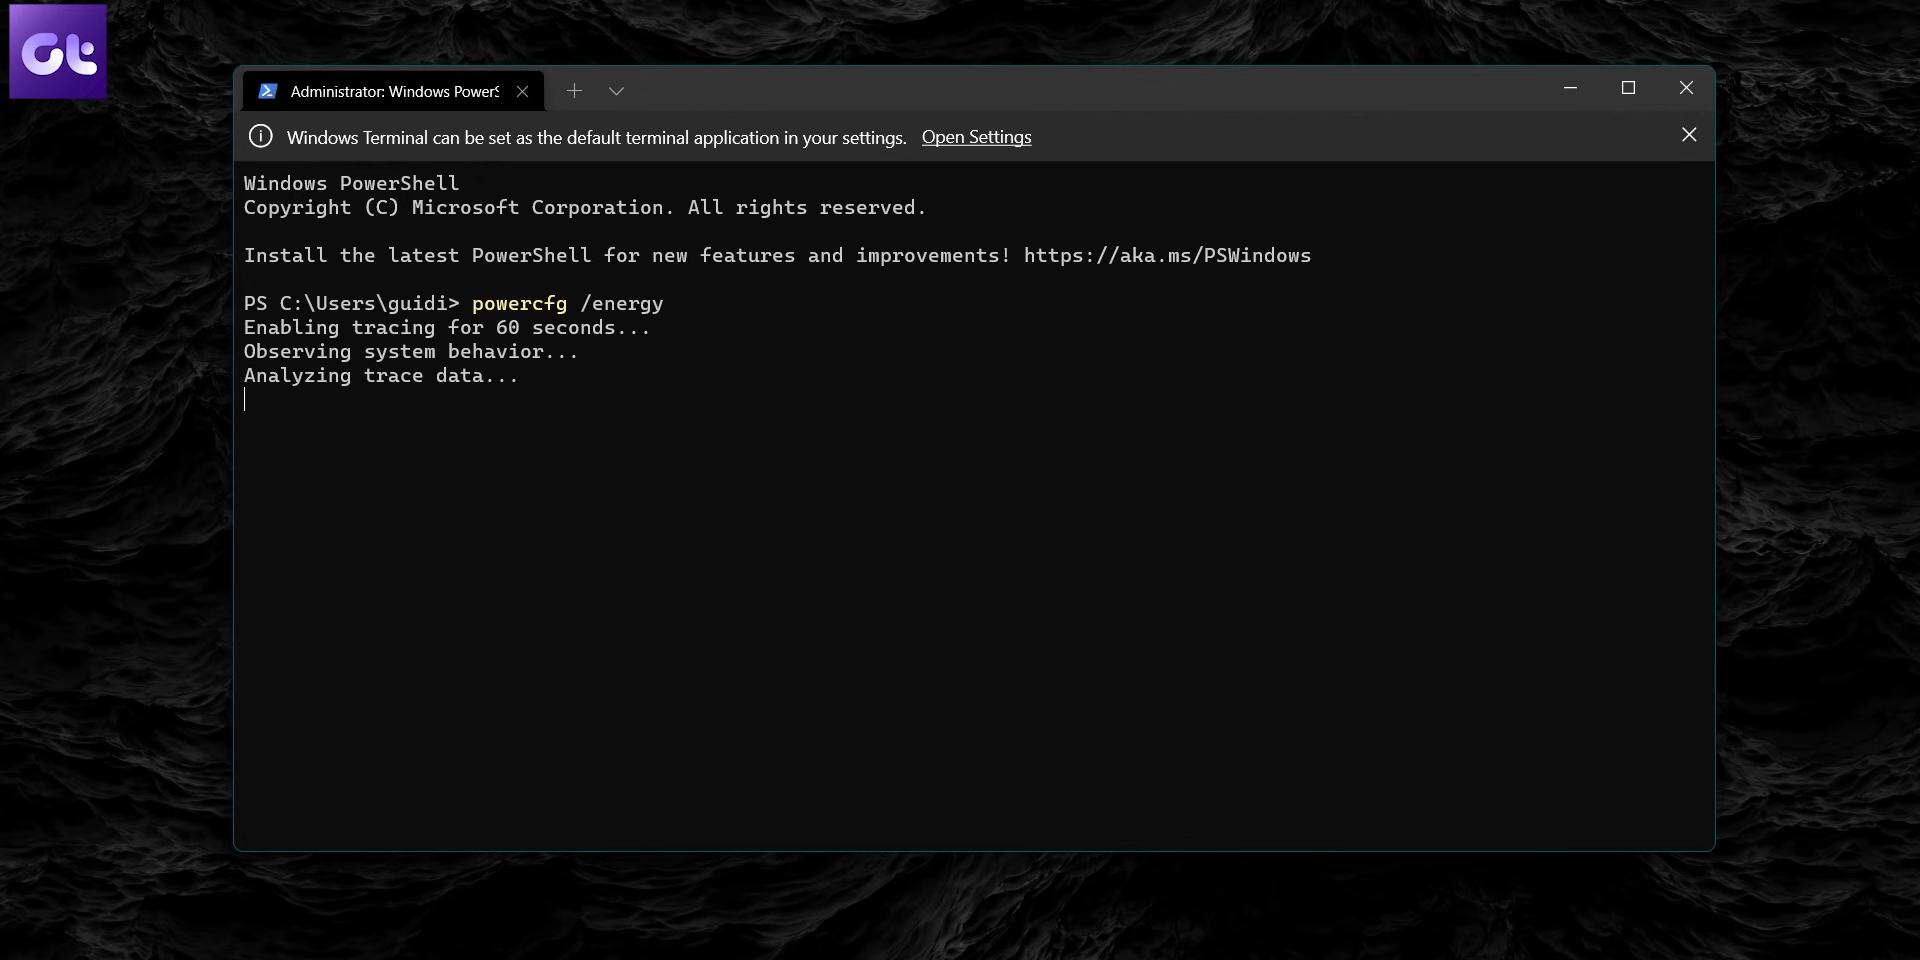 Gt
Administrator: Windows PowerS
Windows Terminal can be set as the default terminal application in your settings. Open Settings
Windows PowerShell
Copyright (C) Microsoft Corporation. All rights reserved.
Install the latest PowerShell for new features and improvements! https://aka.ms/PSWindows
PS C:\Users\guidi> powercfg /energy
Enabling tracing for 60 seconds...
Observing system behavior...
Analyzing trace data...